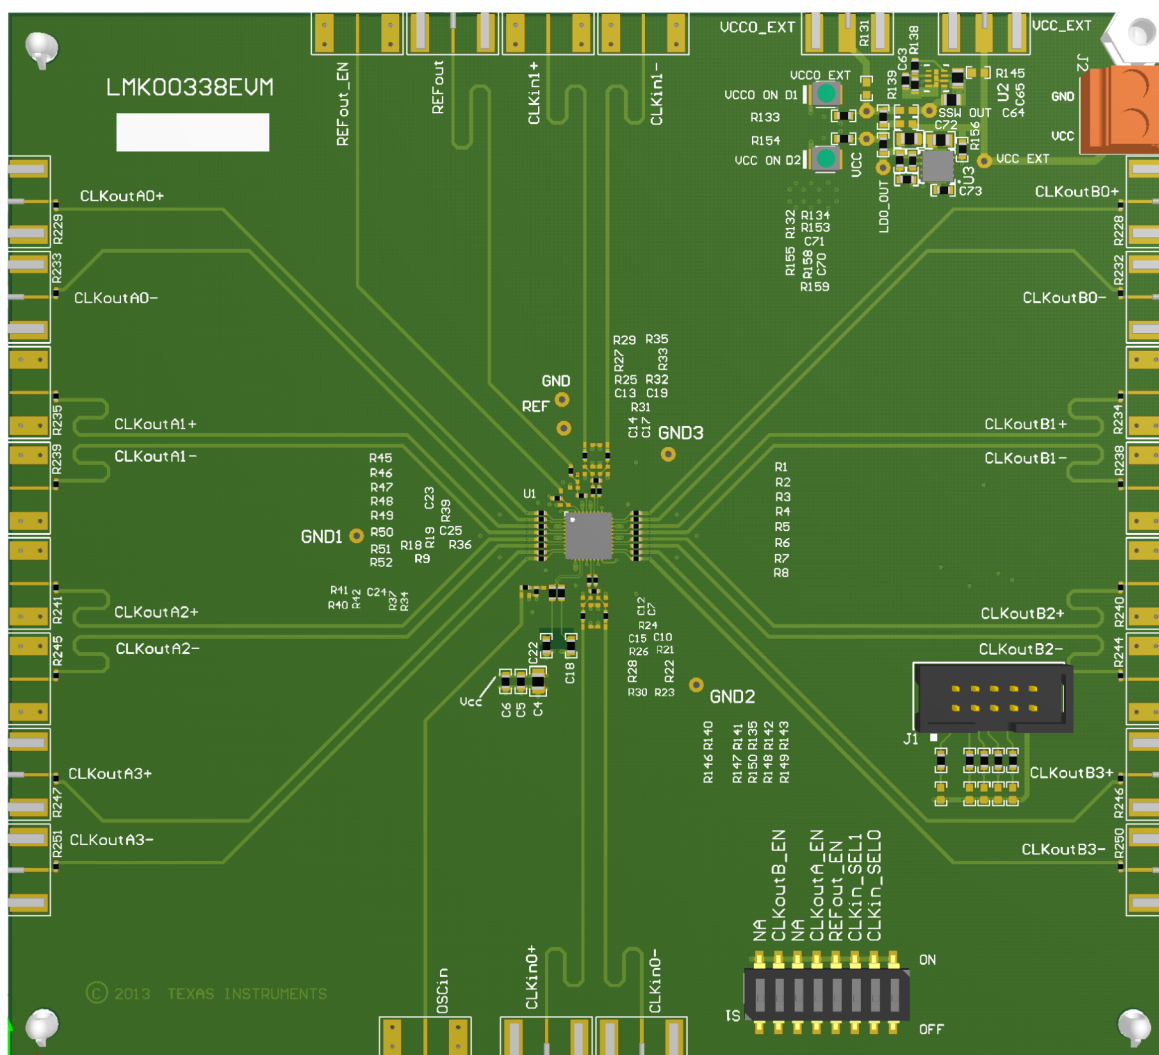 VCCO_EXT
R131
VCC_EXT
R138
C63
R139
U2
R145
C65
C64
J2
GND
VCC
LMK00338EVM
REFout_EN
REFout
CLKin1+
CLKin1-
VCCO EXT
VCCO ON D1
R133
R154
VCC ON D2
VCC
SSW OUT
C72
R156
VCC EXT
U3
C73
LDO_OUT
CLKoutA0+
R229
CLKoutB0+
R228
R132
R134
R153
C71
R155
R158
C70
R159
R233
CLKoutA0-
R232
CLKoutB0-
R29
R35
R27
R33
R25
R32
C13
C19
R31
C14
C17
GND
REF
GND3
R235
CLKoutA1+
R234
CLKoutB1+
R239
CLKoutA1-
R238
CLKoutB1-
R45
R46
R47
R48
R49
R50
R51
R52
C23
R39
R19
C25
R18
R36
R9
U1
GND1
R1
R2
R3
R4
R5
R6
R7
R8
R41
R42
C24
R40
R37
R34
C12
C7
R24
C15
C10
R26
R21
R28
R22
R30
R23
R241
CLKoutA2+
R240
CLKoutB2+
R245
CLKoutA2-
R244
CLKoutB2-
C22
C18
Vcc
C6
C5
C4
GND2
J1
R146 R140
R147 R141
R150 R135
R148 R142
R149 R143
CLKoutA3+
R247
CLKoutB3+
R246
R251
CLKoutA3-
R250
CLKoutB3-
NA
CLKoutB_EN
NA
CLKoutA_EN
REFout_EN
CLKin_SEL1
CLKin_SEL0
ON
S1
OFF
© 2013 TEXAS INSTRUMENTS
OSCin
CLKin0+
CLKin0-